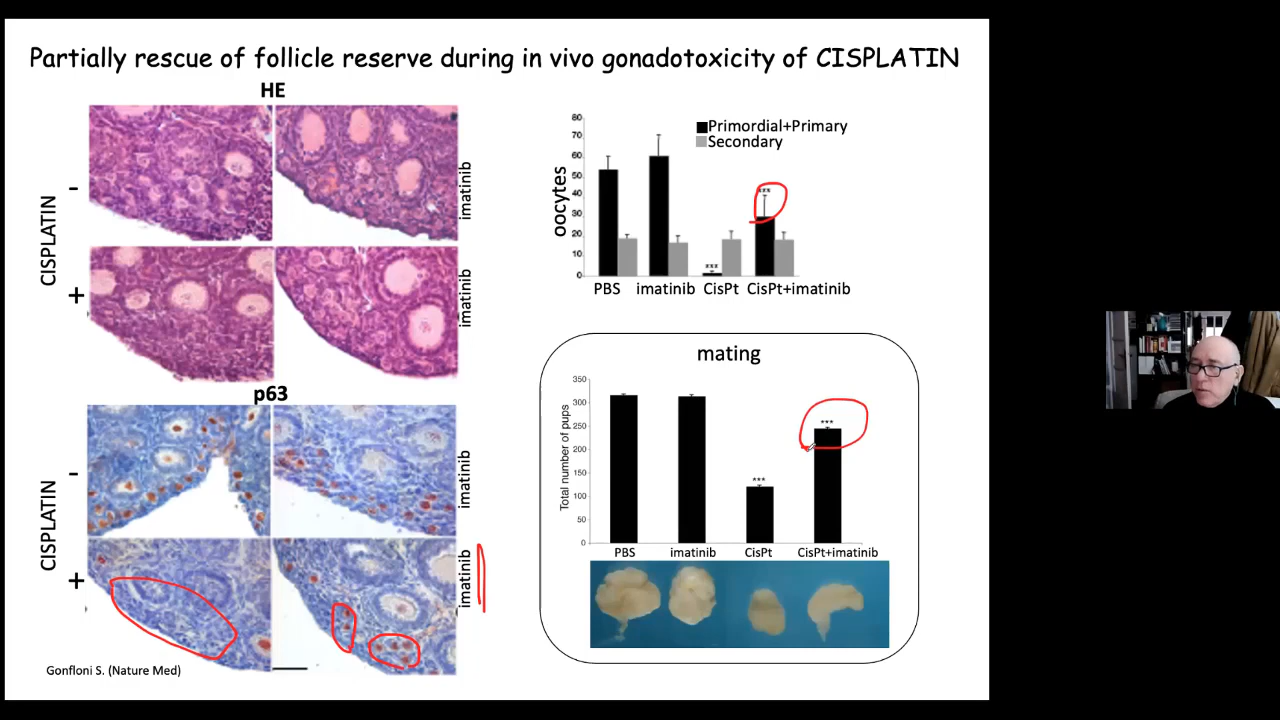 Partially rescue of follicle reserve during in vivo gonadotoxicity of CISPLATIN
HE
CISPLATIN
-
+
imatinib
imatinib
p63
CISPLATIN
-
+
imatinib
imatinib
Gonfloni S. (Nature Med)
oocytes
80
70
60
50
40
30
20
10
0
Primordial+Primary
Secondary
***
***
PBS imatinib CisPt CisPt+imatinib
mating
Total number of pups
350
300
250
200
150
100
50
0
***
***
PBS imatinib CisPt CisPt+imatinib